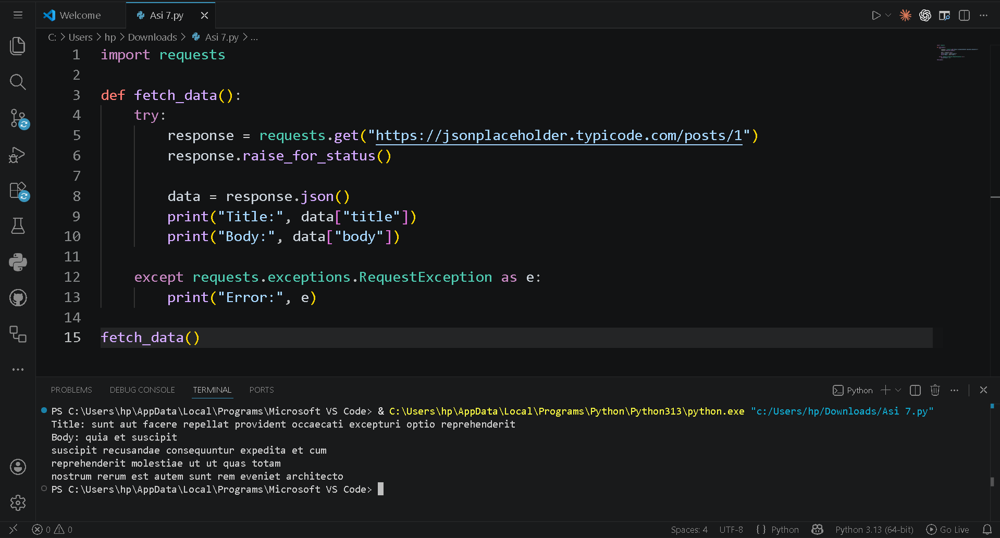 Welcome
Asi 7.py
C: > Users > hp > Downloads > Asi 7.py > ...
1 import requests
2
3 def fetch_data():
4     try:
5         response = requests.get("https://jsonplaceholder.typicode.com/posts/1")
6         response.raise_for_status()
7
8         data = response.json()
9         print("Title:", data["title"])
10         print("Body:", data["body"])
11
12     except requests.exceptions.RequestException as e:
13         print("Error:", e)
14
15 fetch_data()
PROBLEMS DEBUG CONSOLE TERMINAL PORTS
Python
PS C:\Users\hp\AppData\Local\Programs\Microsoft VS Code> & C:\Users\hp\AppData\Local\Programs\Python\Python313\python.exe "c:/Users/hp/Downloads/Asi 7.py"
Title: sunt aut facere repellat provident occaecati excepturi optio reprehenderit
Body: quia et suscipit
suscipit recusandae consequuntur expedita et cum
reprehenderit molestiae ut ut quas totam
nostrum rerum est autem sunt rem eveniet architecto
PS C:\Users\hp\AppData\Local\Programs\Microsoft VS Code>
0 0 Spaces: 4 UTF-8 { } Python Python 3.13 (64-bit) Go Live